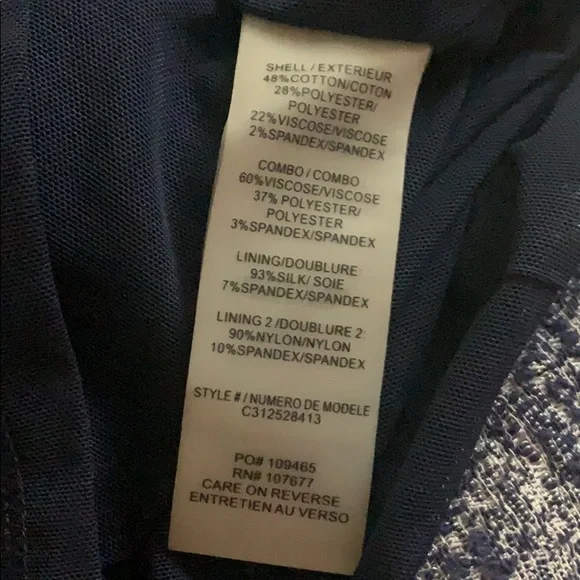 SHELL / EXTERIEUR
48%COTTON/COTON
28%POLYESTER/
POLYESTER
22%VISCOSE/VISCOSE
2%SPANDEX/SPANDEX
COMBO / COMBO
60%VISCOSE/VISCOSE
37% POLYESTER/
POLYESTER
3%SPANDEX/SPANDEX
LINING/DOUBLURE:
93%SILK/ SOIE
7%SPANDEX/SPANDEX
LINING 2 /DOUBLURE 2:
90%NYLON/NYLON
10%SPANDEX/SPANDEX
STYLE # / NUMERO DE MODELE
C312528413
PO# 109465
RN# 107677
CARE ON REVERSE
ENTRETIEN AU VERSO